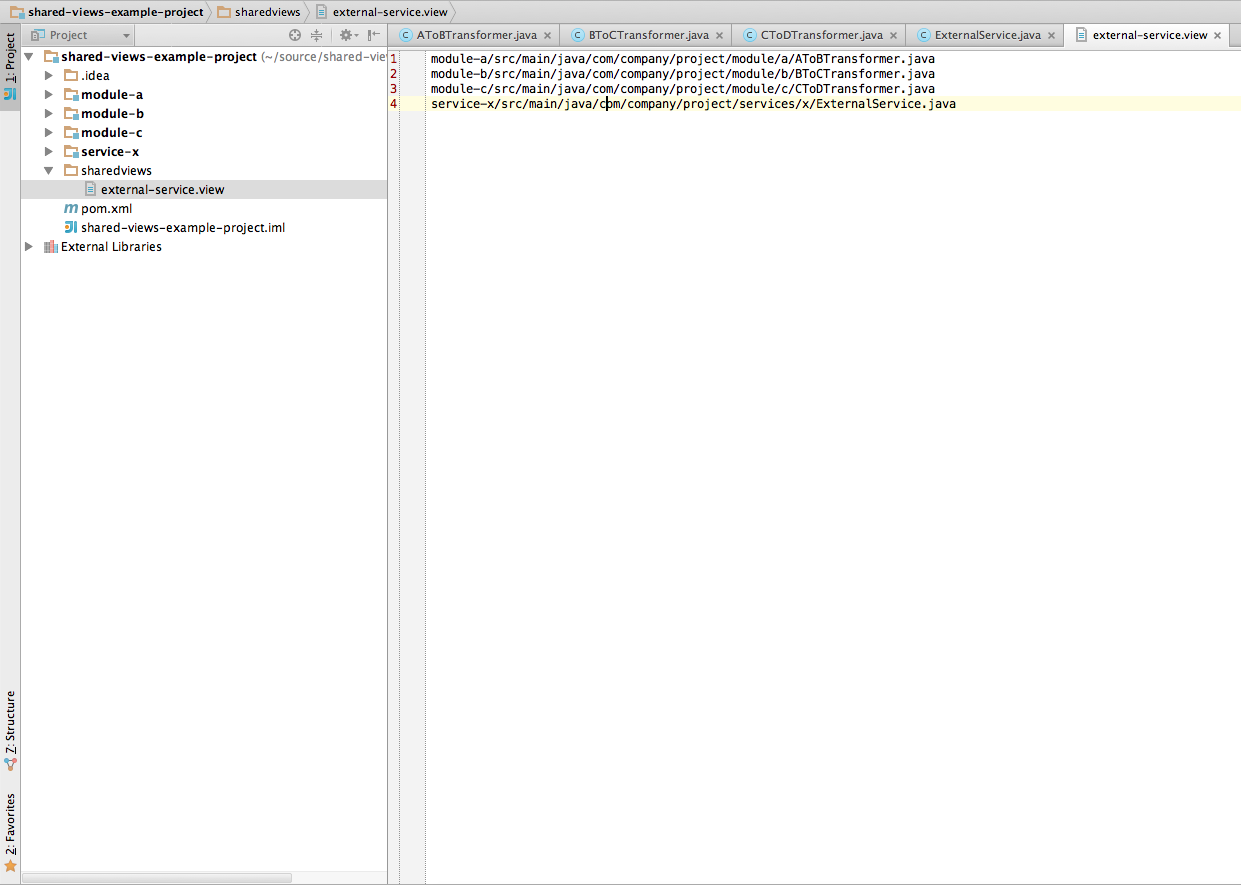 shared-views-example-project sharedviews external-service.view
1: Project
Project
AToBTransformer.java BToCTransformer.java CToDTransformer.java ExternalService.java external-service.view
shared-views-example-project (~/source/shared-vie
.idea
module-a
module-b
module-c
service-x
sharedviews
external-service.view
pom.xml
shared-views-example-project.iml
External Libraries
1 module-a/src/main/java/com/company/project/module/a/AToBTransformer.java
2 module-b/src/main/java/com/company/project/module/b/BToCTransformer.java
3 module-c/src/main/java/com/company/project/module/c/CToDTransformer.java
4 service-x/src/main/java/com/company/project/services/x/ExternalService.java
7: Structure
2: Favorites